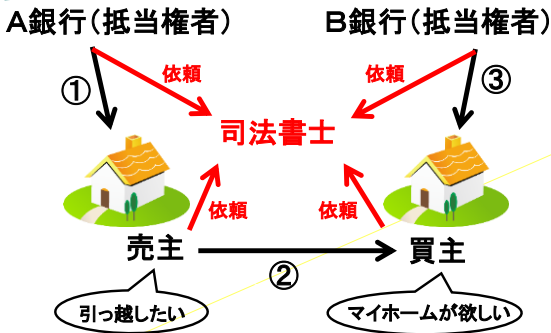 A銀行(抵当権者)
B銀行(抵当権者)
①
依頼
依頼
③
司法書士
依頼
依頼
売主
②
買主
引っ越したい
マイホームが欲しい